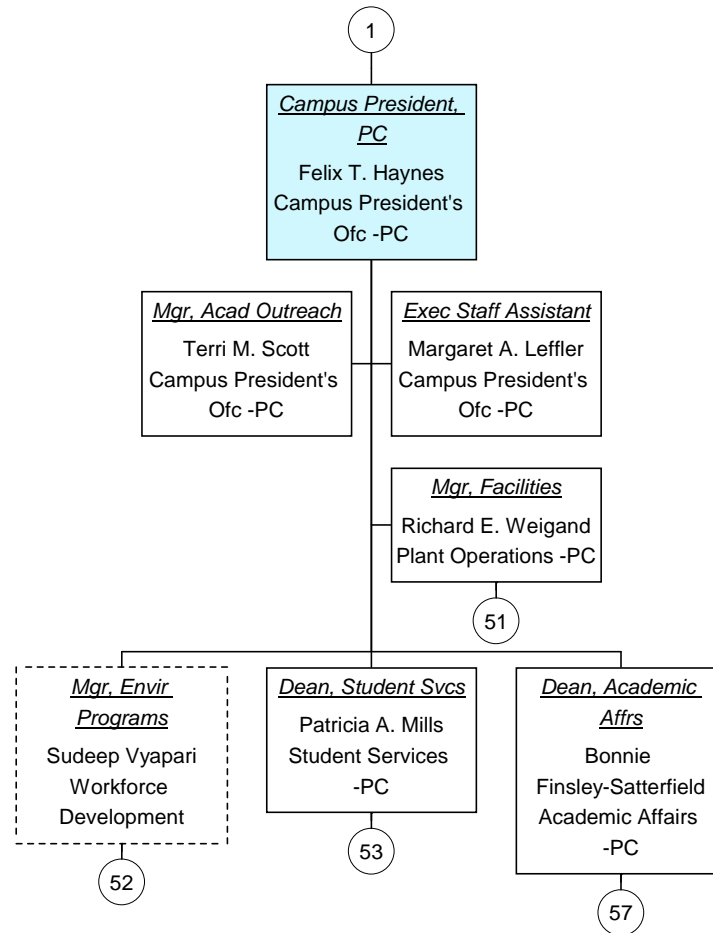 1
Campus President,
PC
Felix T. Haynes
Campus President's
Ofc -PC
Mgr, Acad Outreach
Terri M. Scott
Campus President's
Ofc -PC
Exec Staff Assistant
Margaret A. Leffler
Campus President's
Ofc -PC
Mgr, Facilities
Richard E. Weigand
Plant Operations -PC
51
Mgr, Envir
Programs
Sudeep Vyapari
Workforce
Development
52
Dean, Student Svcs
Patricia A. Mills
Student Services
-PC
53
Dean, Academic
Affrs
Bonnie
Finsley-Satterfield
Academic Affairs
-PC
57